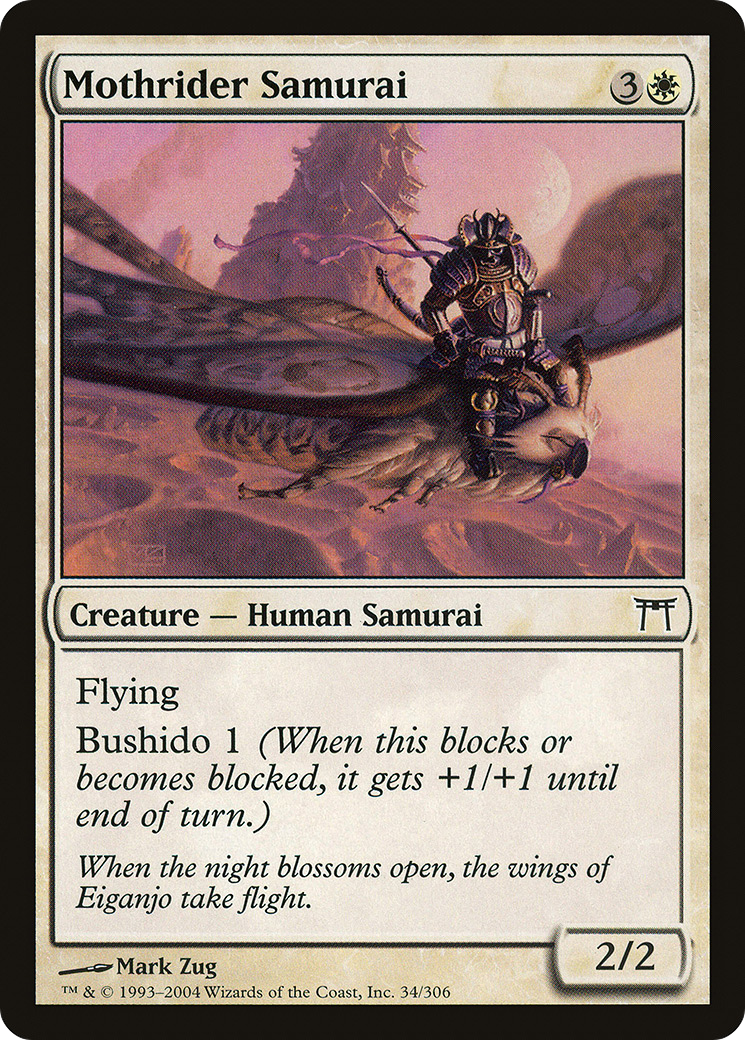 Mothrider Samurai 3
Creature — Human Samurai
Flying
Bushido 1 (When this blocks or
becomes blocked, it gets +1/+1 until
end of turn.)
When the night blossoms open, the wings of
Eiganjo take flight.
2/2
Mark Zug
™ & © 1993–2004 Wizards of the Coast, Inc. 34/306